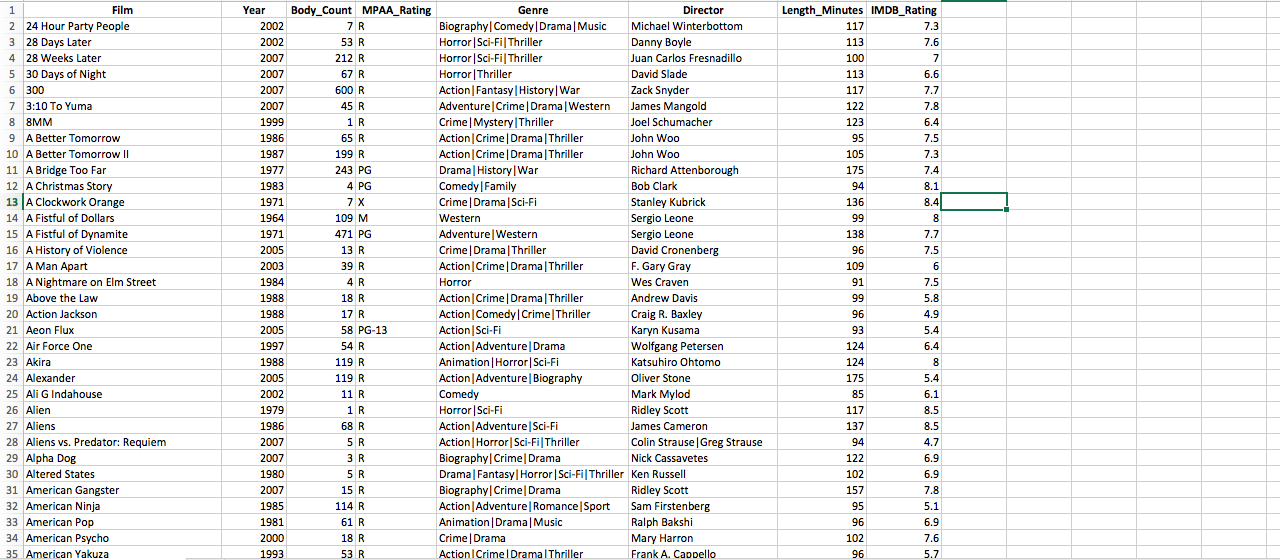 1 Film Year Body_Count MPAA_Rating Genre Director Length_Minutes IMDB_Rating
2 24 Hour Party People 2002 7 R Biography|Comedy|Drama|Music Michael Winterbottom 117 7.3
3 28 Days Later 2002 53 R Horror|Sci-Fi|Thriller Danny Boyle 113 7.6
4 28 Weeks Later 2007 212 R Horror|Sci-Fi|Thriller Juan Carlos Fresnadillo 100 7
5 30 Days of Night 2007 67 R Horror|Thriller David Slade 113 6.6
6 300 2007 600 R Action|Fantasy|History|War Zack Snyder 117 7.7
7 3:10 To Yuma 2007 45 R Adventure|Crime|Drama|Western James Mangold 122 7.8
8 8MM 1999 1 R Crime|Mystery|Thriller Joel Schumacher 123 6.4
9 A Better Tomorrow 1986 65 R Action|Crime|Drama|Thriller John Woo 95 7.5
10 A Better Tomorrow II 1987 199 R Action|Crime|Drama|Thriller John Woo 105 7.3
11 A Bridge Too Far 1977 243 PG Drama|History|War Richard Attenborough 175 7.4
12 A Christmas Story 1983 4 PG Comedy|Family Bob Clark 94 8.1
13 A Clockwork Orange 1971 7 X Crime|Drama|Sci-Fi Stanley Kubrick 136 8.4
14 A Fistful of Dollars 1964 109 M Western Sergio Leone 99 8
15 A Fistful of Dynamite 1971 471 PG Adventure|Western Sergio Leone 138 7.7
16 A History of Violence 2005 13 R Crime|Drama|Thriller David Cronenberg 96 7.5
17 A Man Apart 2003 39 R Action|Crime|Drama|Thriller F. Gary Gray 109 6
18 A Nightmare on Elm Street 1984 4 R Horror Wes Craven 91 7.5
19 Above the Law 1988 18 R Action|Crime|Drama|Thriller Andrew Davis 99 5.8
20 Action Jackson 1988 17 R Action|Comedy|Crime|Thriller Craig R. Baxley 96 4.9
21 Aeon Flux 2005 58 PG-13 Action|Sci-Fi Karyn Kusama 93 5.4
22 Air Force One 1997 54 R Action|Adventure|Drama Wolfgang Petersen 124 6.4
23 Akira 1988 119 R Animation|Horror|Sci-Fi Katsuhiro Ohtomo 124 8
24 Alexander 2005 119 R Action|Adventure|Biography Oliver Stone 175 5.4
25 Ali G Indahouse 2002 11 R Comedy Mark Mylod 85 6.1
26 Alien 1979 1 R Horror|Sci-Fi Ridley Scott 117 8.5
27 Aliens 1986 68 R Action|Adventure|Sci-Fi James Cameron 137 8.5
28 Aliens vs. Predator: Requiem 2007 5 R Action|Horror|Sci-Fi|Thriller Colin Strause|Greg Strause 94 4.7
29 Alpha Dog 2007 3 R Biography|Crime|Drama Nick Cassavetes 122 6.9
30 Altered States 1980 5 R Drama|Fantasy|Horror|Sci-Fi|Thriller Ken Russell 102 6.9
31 American Gangster 2007 15 R Biography|Crime|Drama Ridley Scott 157 7.8
32 American Ninja 1985 114 R Action|Adventure|Romance|Sport Sam Firstenberg 95 5.1
33 American Pop 1981 61 R Animation|Drama|Music Ralph Bakshi 96 6.9
34 American Psycho 2000 18 R Crime|Drama Mary Harron 102 7.6
35 American Yakuza 1993 53 R Action|Crime|Drama|Thriller Frank A. Cappello 96 5.7